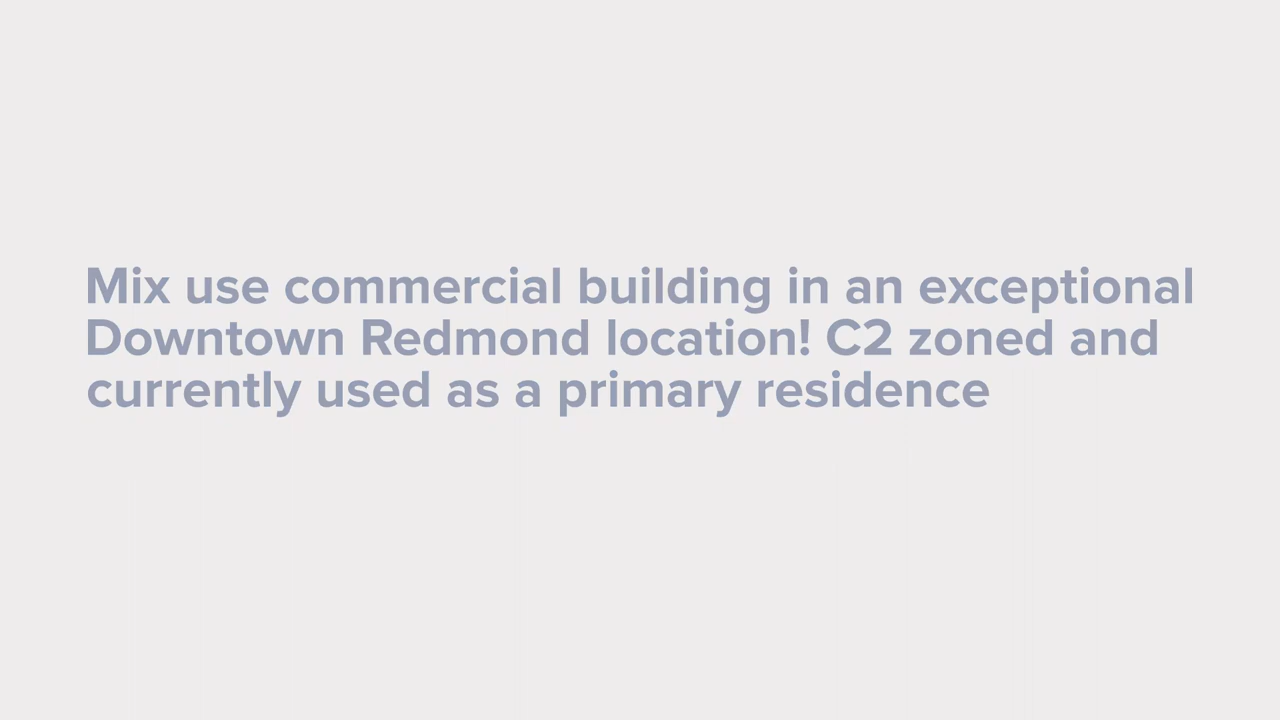 Mix use commercial building in an exceptional
Downtown Redmond location! C2 zoned and
currently used as a primary residence